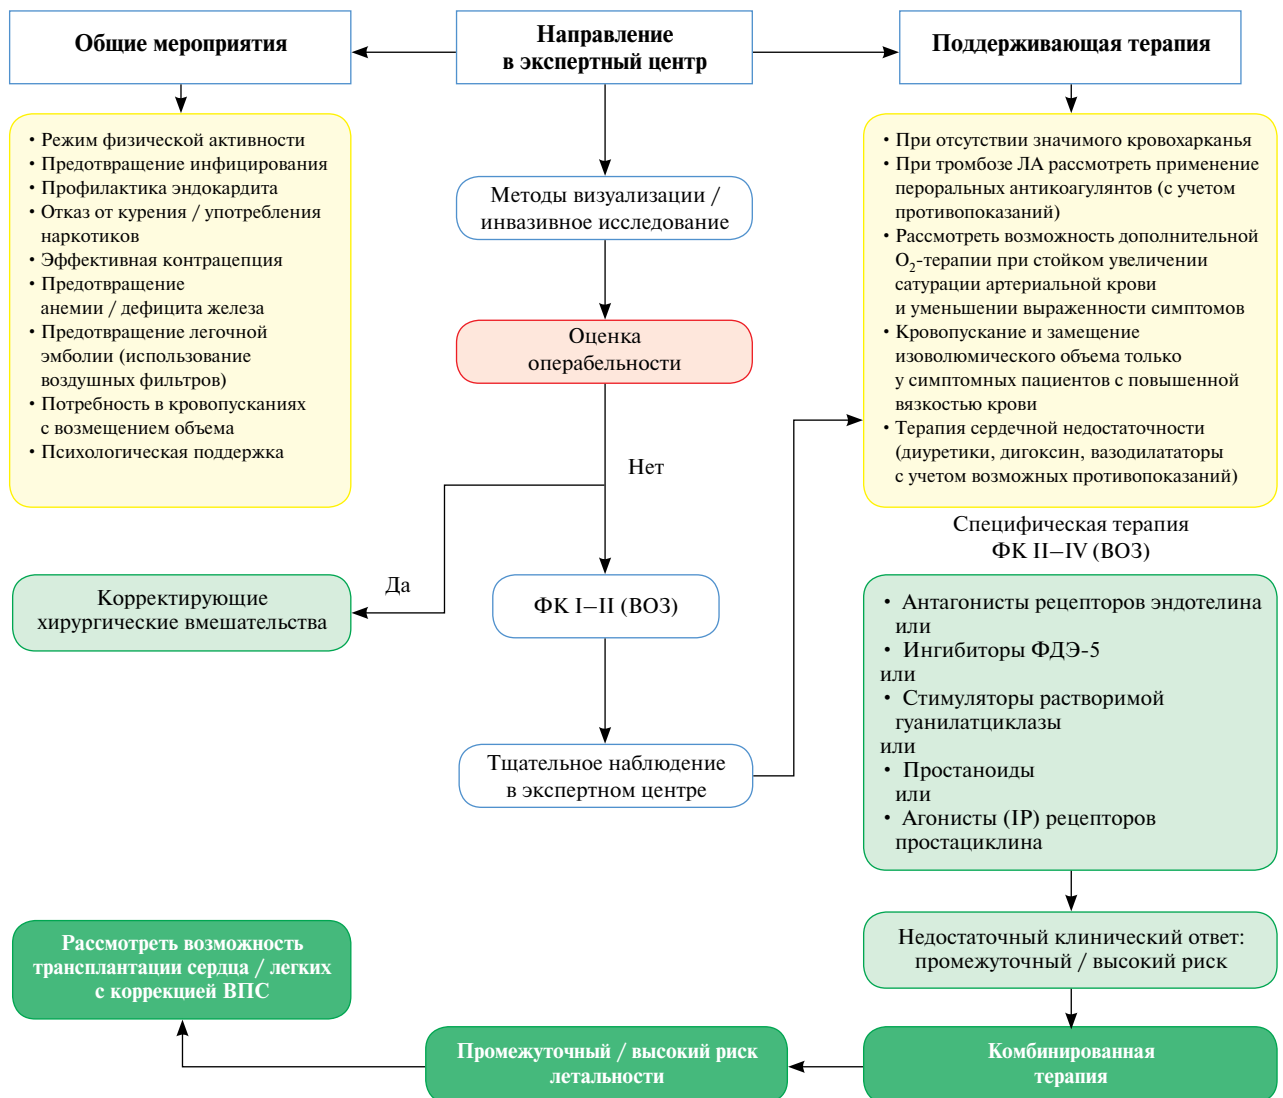 Общие мероприятия
Направление
в экспертный центр
Поддерживающая терапия
• Режим физической активности
• Предотвращение инфицирования
• Профилактика эндокардита
• Отказ от курения / употребления
наркотиков
• Эффективная контрацепция
• Предотвращение
анемии / дефицита железа
• Предотвращение легочной
эмболии (использование
воздушных фильтров)
• Потребность в кровопусканиях
с возмещением объема
• Психологическая поддержка
Методы визуализации /
инвазивное исследование
Оценка
операбельности
• При отсутствии значимого кровохарканья
• При тромбозе ЛА рассмотреть применение
пероральных антикоагулянтов (с учетом
противопоказаний)
• Рассмотреть возможность дополнительной
O₂-терапии при стойком увеличении
сатурации артериальной крови
и уменьшении выраженности симптомов
• Кровопускание и замещение
изоволюмического объема только
у симптомных пациентов с повышенной
вязкостью крови
• Терапия сердечной недостаточности
(диуретики, дигоксин, вазодилататоры
с учетом возможных противопоказаний)
Нет
Да
Корректирующие
хирургические вмешательства
ФК I–II (ВОЗ)
Тщательное наблюдение
в экспертном центре
Специфическая терапия
ФК II–IV (ВОЗ)
• Антагонисты рецепторов эндотелина
или
• Ингибиторы ФДЭ-5
или
• Стимуляторы растворимой
гуанилатциклазы
или
• Простаноиды
или
• Агонисты (IP) рецепторов
простациклина
Недостаточный клинический ответ:
промежуточный / высокий риск
Комбинированная
терапия
Промежуточный / высокий риск
летальности
Рассмотреть возможность
трансплантации сердца / легких
с коррекцией ВПС